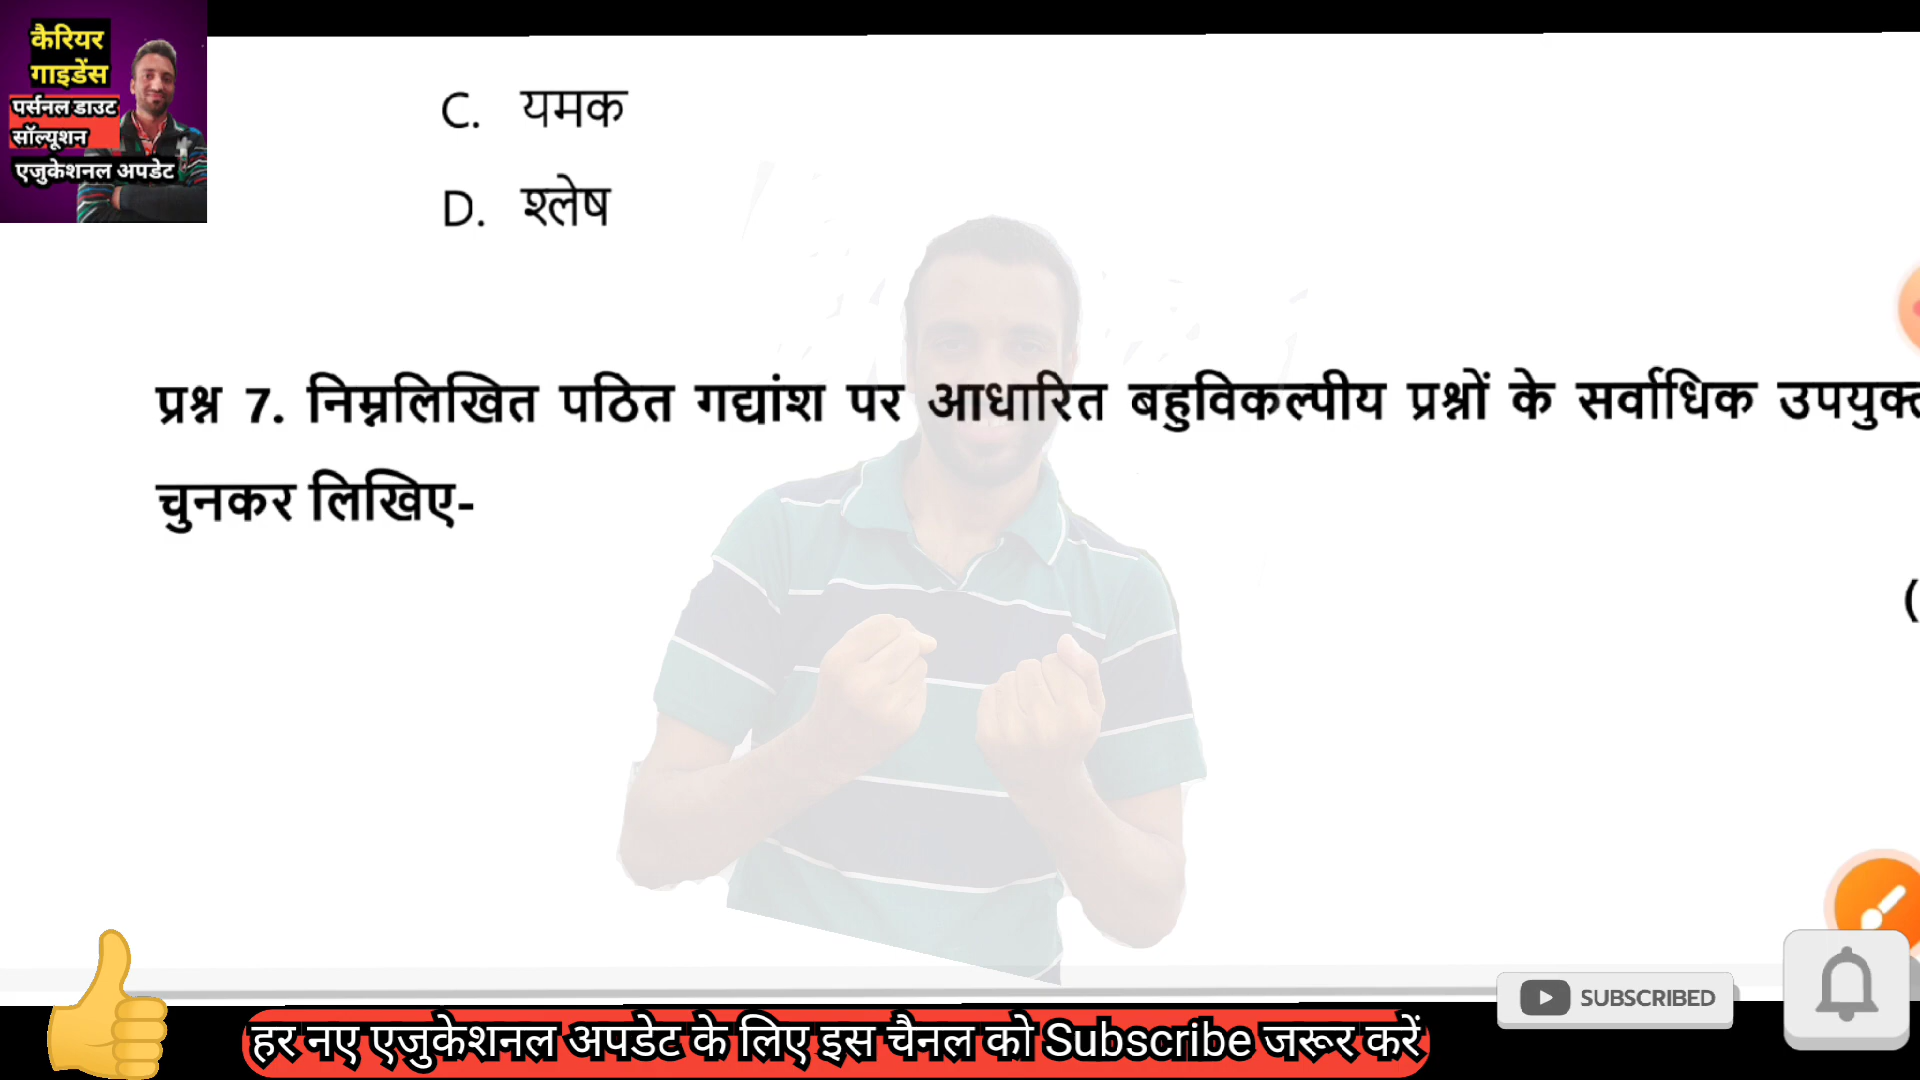 कैरियर
गाइडेंस
पर्सनल डाउट
सॉल्यूशन
एजुकेशनल अपडेट
C. यमक
D. श्लेष
प्रश्न 7. निम्नलिखित पठित गद्यांश पर आधारित बहुविकल्पीय प्रश्नों के सर्वाधिक
चुनकर लिखिए-
(
SUBSCRIBED
हर नए एजुकेशनल अपडेट के लिए इस चैनल को Subscribe जरूर करें